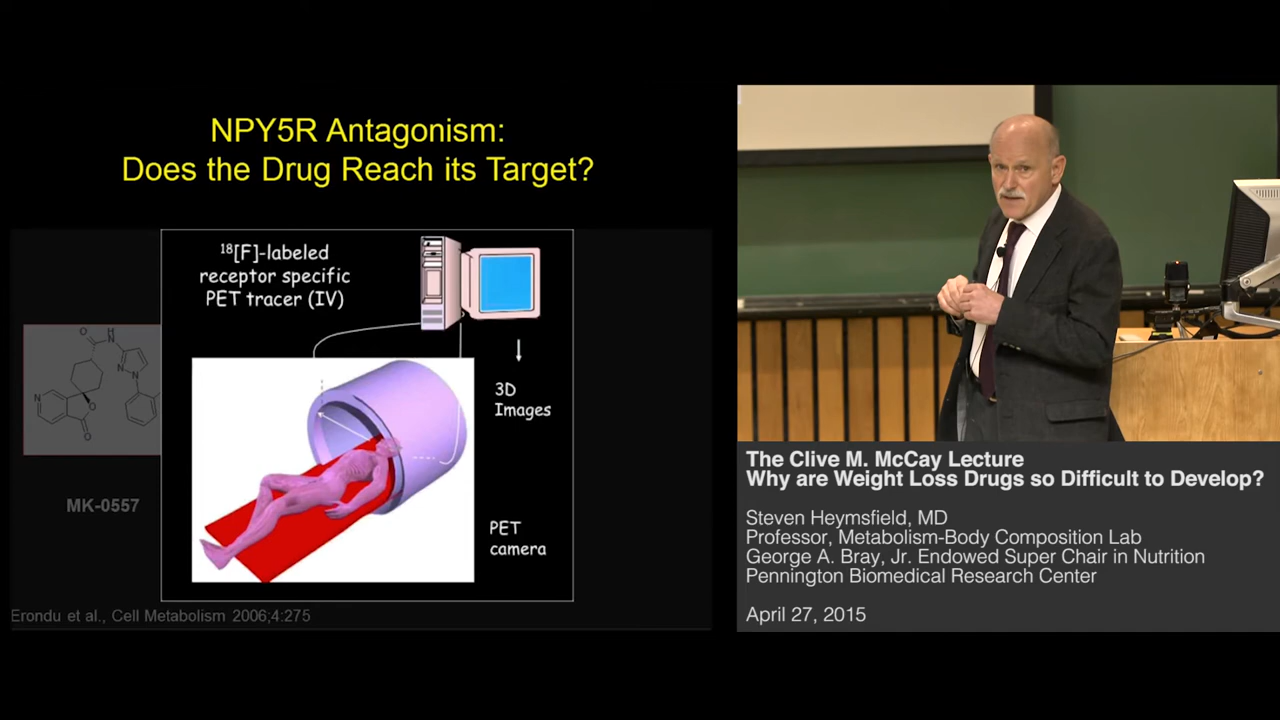 NPY5R Antagonism:
Does the Drug Reach its Target?
18[F]-labeled
receptor specific
PET tracer (IV)
3D
Images
PET
camera
O
H
N
N
N
N
O
O
MK-0557
Erondu et al., Cell Metabolism 2006;4:275
The Clive M. McCay Lecture
Why are Weight Loss Drugs so Difficult to Develop?
Steven Heymsfield, MD
Professor, Metabolism-Body Composition Lab
George A. Bray, Jr. Endowed Super Chair in Nutrition
Pennington Biomedical Research Center
April 27, 2015